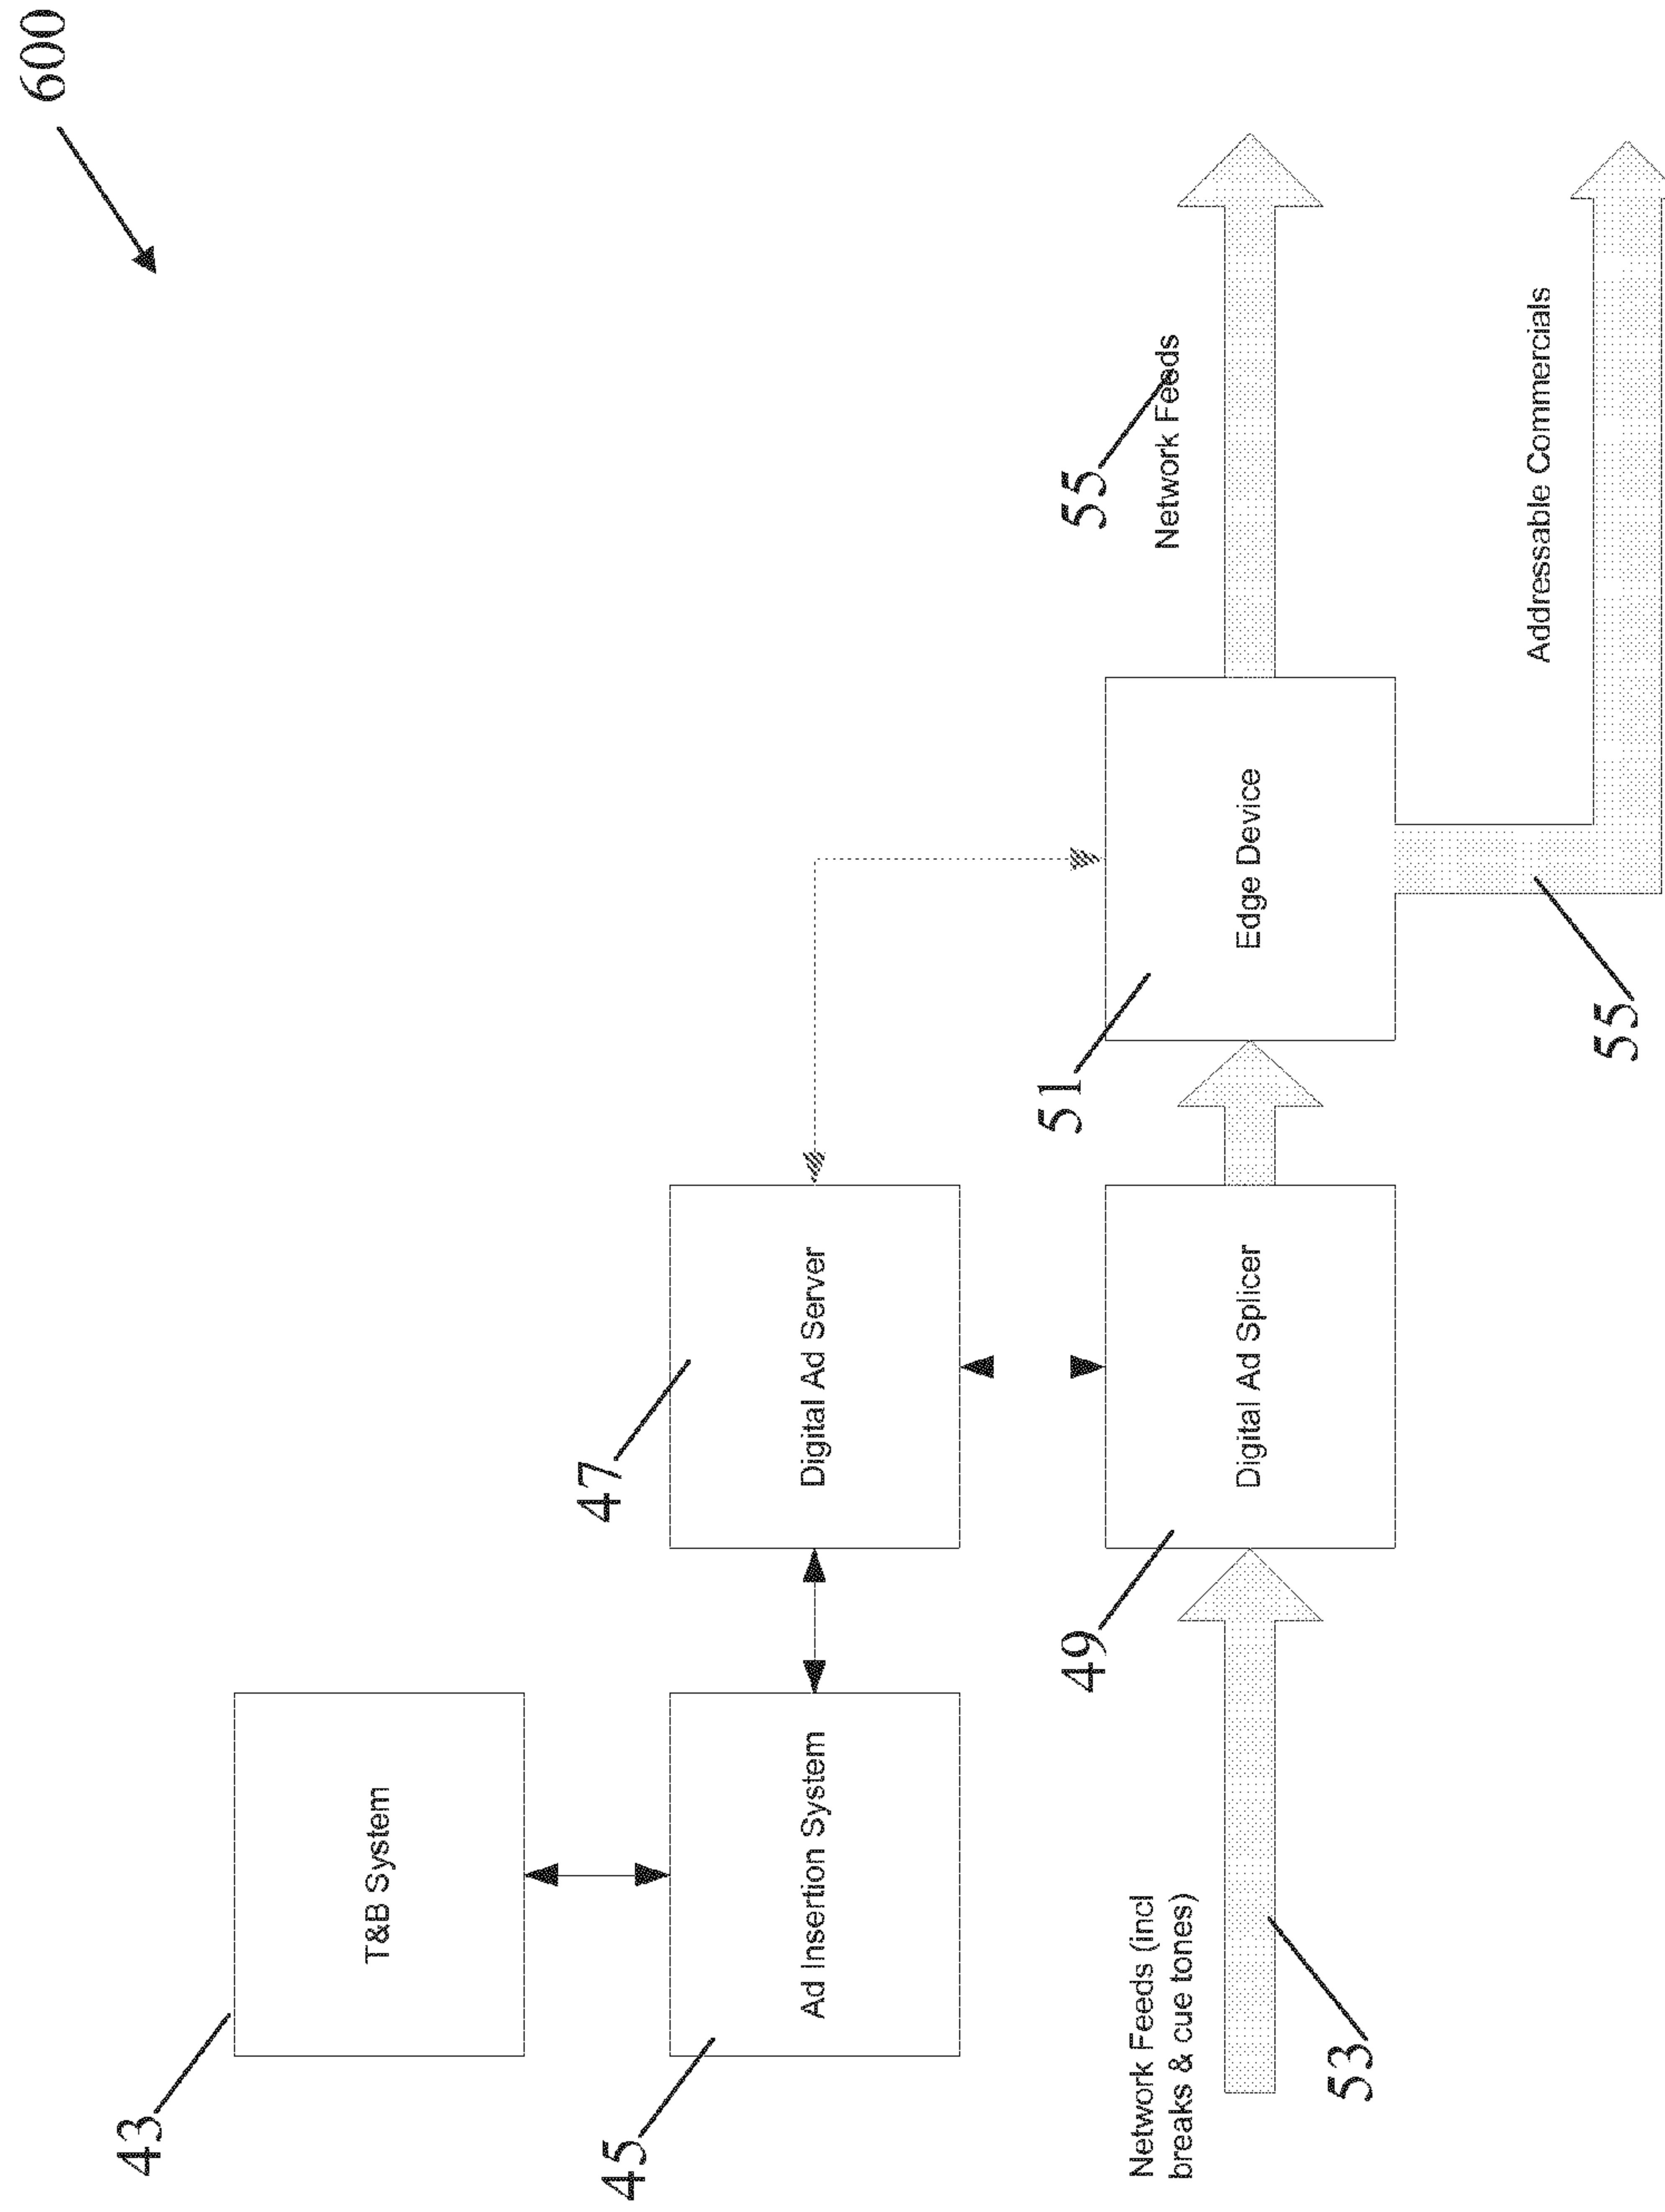 600
43
T&B System
45
Ad Insertion System
47
Digital Ad Server
Network Feeds (incl
breaks & cue tones)
53
49
Digital Ad Splicer
51
Edge Device
55
Network Feeds
55
Addressable Commercials